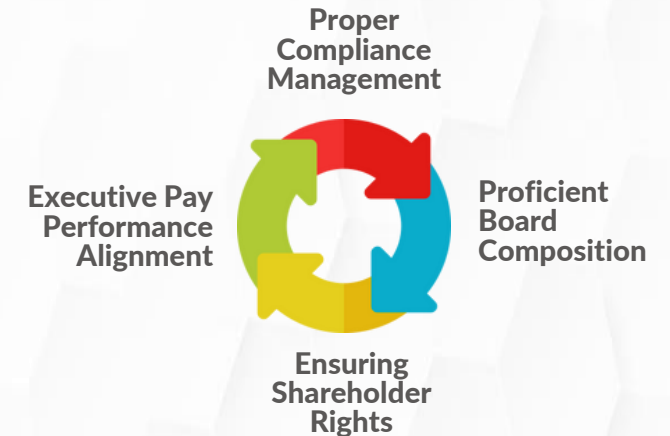 Proper
Compliance
Management
Executive Pay
Performance
Alignment
Proficient
Board
Composition
Ensuring
Shareholder
Rights